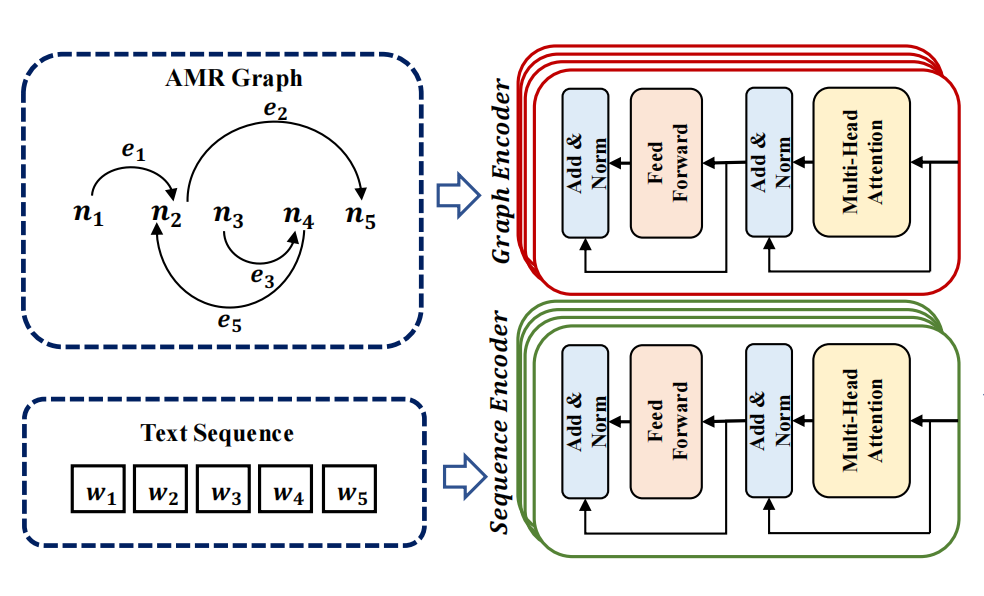 AMR Graph
e2
e1
n1 n2 n3 n4 n5
e3
e5
Graph Encoder
Add & Norm
Feed Forward
Add & Norm
Multi-Head Attention
Text Sequence
w1 w2 w3 w4 w5
Sequence Encoder
Add & Norm
Feed Forward
Add & Norm
Multi-Head Attention